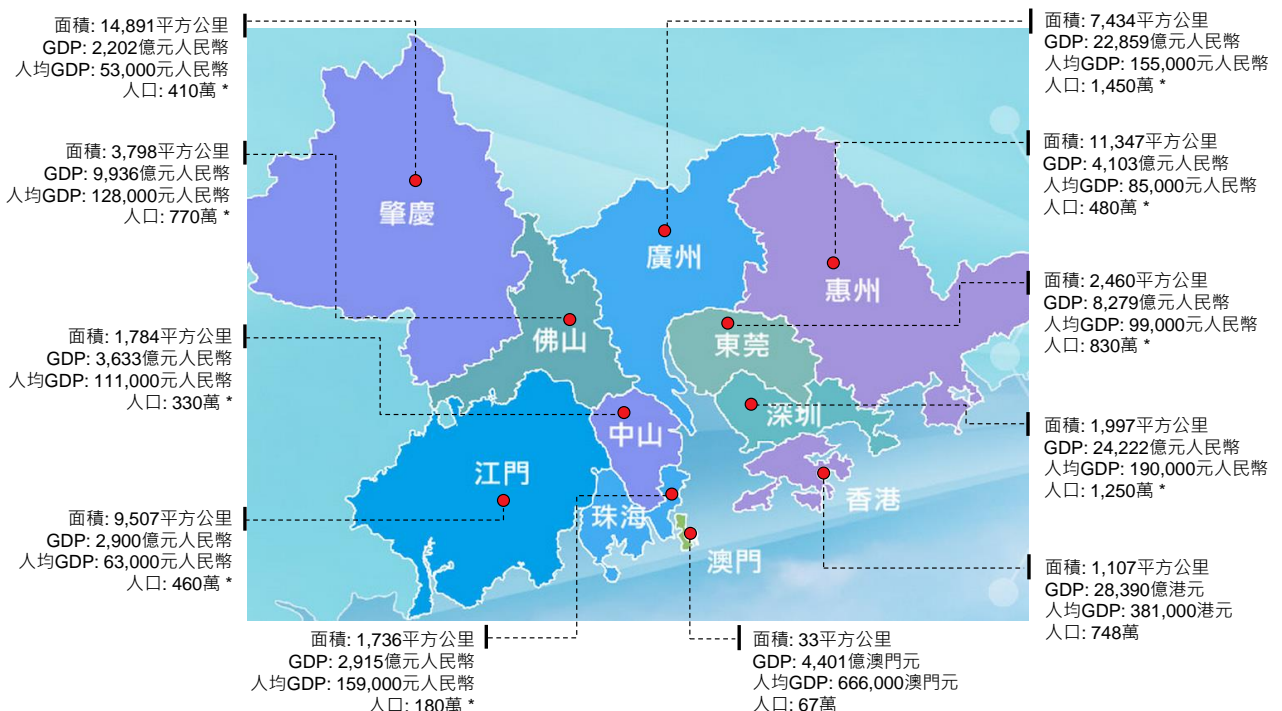 面積: 14,891平方公里
GDP: 2,202億元人民幣
人均GDP: 53,000元人民幣
人口: 410萬 *
面積: 3,798平方公里
GDP: 9,936億元人民幣
人均GDP: 128,000元人民幣
人口: 770萬 *
面積: 1,784平方公里
GDP: 3,633億元人民幣
人均GDP: 111,000元人民幣
人口: 330萬 *
面積: 9,507平方公里
GDP: 2,900億元人民幣
人均GDP: 63,000元人民幣
人口: 460萬 *
肇慶
廣州
惠州
佛山
東莞
深圳
中山
江門
珠海
香港
澳門
面積: 7,434平方公里
GDP: 22,859億元人民幣
人均GDP: 155,000元人民幣
人口: 1,450萬 *
面積: 11,347平方公里
GDP: 4,103億元人民幣
人均GDP: 85,000元人民幣
人口: 480萬 *
面積: 2,460平方公里
GDP: 8,279億元人民幣
人均GDP: 99,000元人民幣
人口: 830萬 *
面積: 1,997平方公里
GDP: 24,222億元人民幣
人均GDP: 190,000元人民幣
人口: 1,250萬 *
面積: 1,107平方公里
GDP: 28,390億港元
人均GDP: 381,000港元
人口: 748萬
面積: 1,736平方公里
GDP: 2,915億元人民幣
人均GDP: 159,000元人民幣
人口: 180萬 *
面積: 33平方公里
GDP: 4,401億澳門元
人均GDP: 666,000澳門元
人口: 67萬